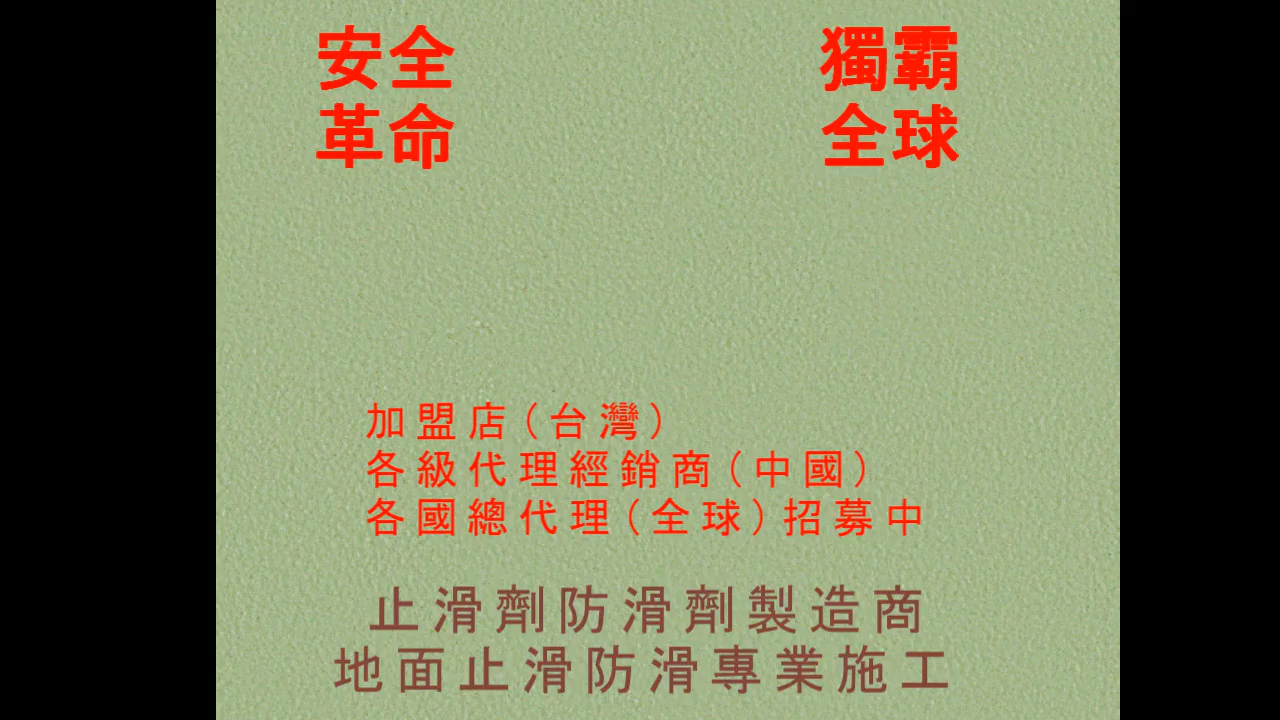 安全
革命
獨霸
全球
加盟店(台灣)
各級代理經銷商(中國)
各國總代理(全球)招募中
止滑劑防滑劑製造商
地面止滑防滑專業施工